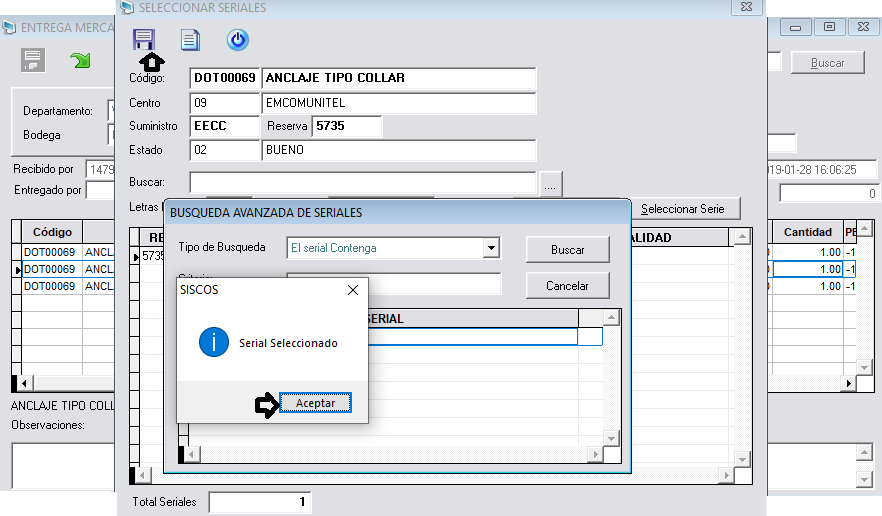 SELECCIONAR SERIALES
ENTREGA MERCA
Código: DOT00069 ANCLAJE TIPO COLLAR
Buscar
Centro 09 EMCOMUNITEL
Departamento:
Suministro EECC Reserva 5735
Bodega
Estado 02 BUENO
Recibido por 1479
19-01-28 16:06:25
Buscar: ....
Entregado por
0
Letras
Seleccionar Serie
BUSQUEDA AVANZADA DE SERIALES
Código
RE
ALIDAD
Cantidad PE
Tipo de Busqueda El serial Contenga Buscar
DOT00069 ANCL
5735
1.00 -1
DOT00069 ANCLA
1.00 -1
DOT00069 ANCLA
1.00 -1
Cancelar
SISCOS
SERIAL
Serial Seleccionado
Aceptar
ANCLAJE TIPO COLL
Observaciones:
Total Seriales 1